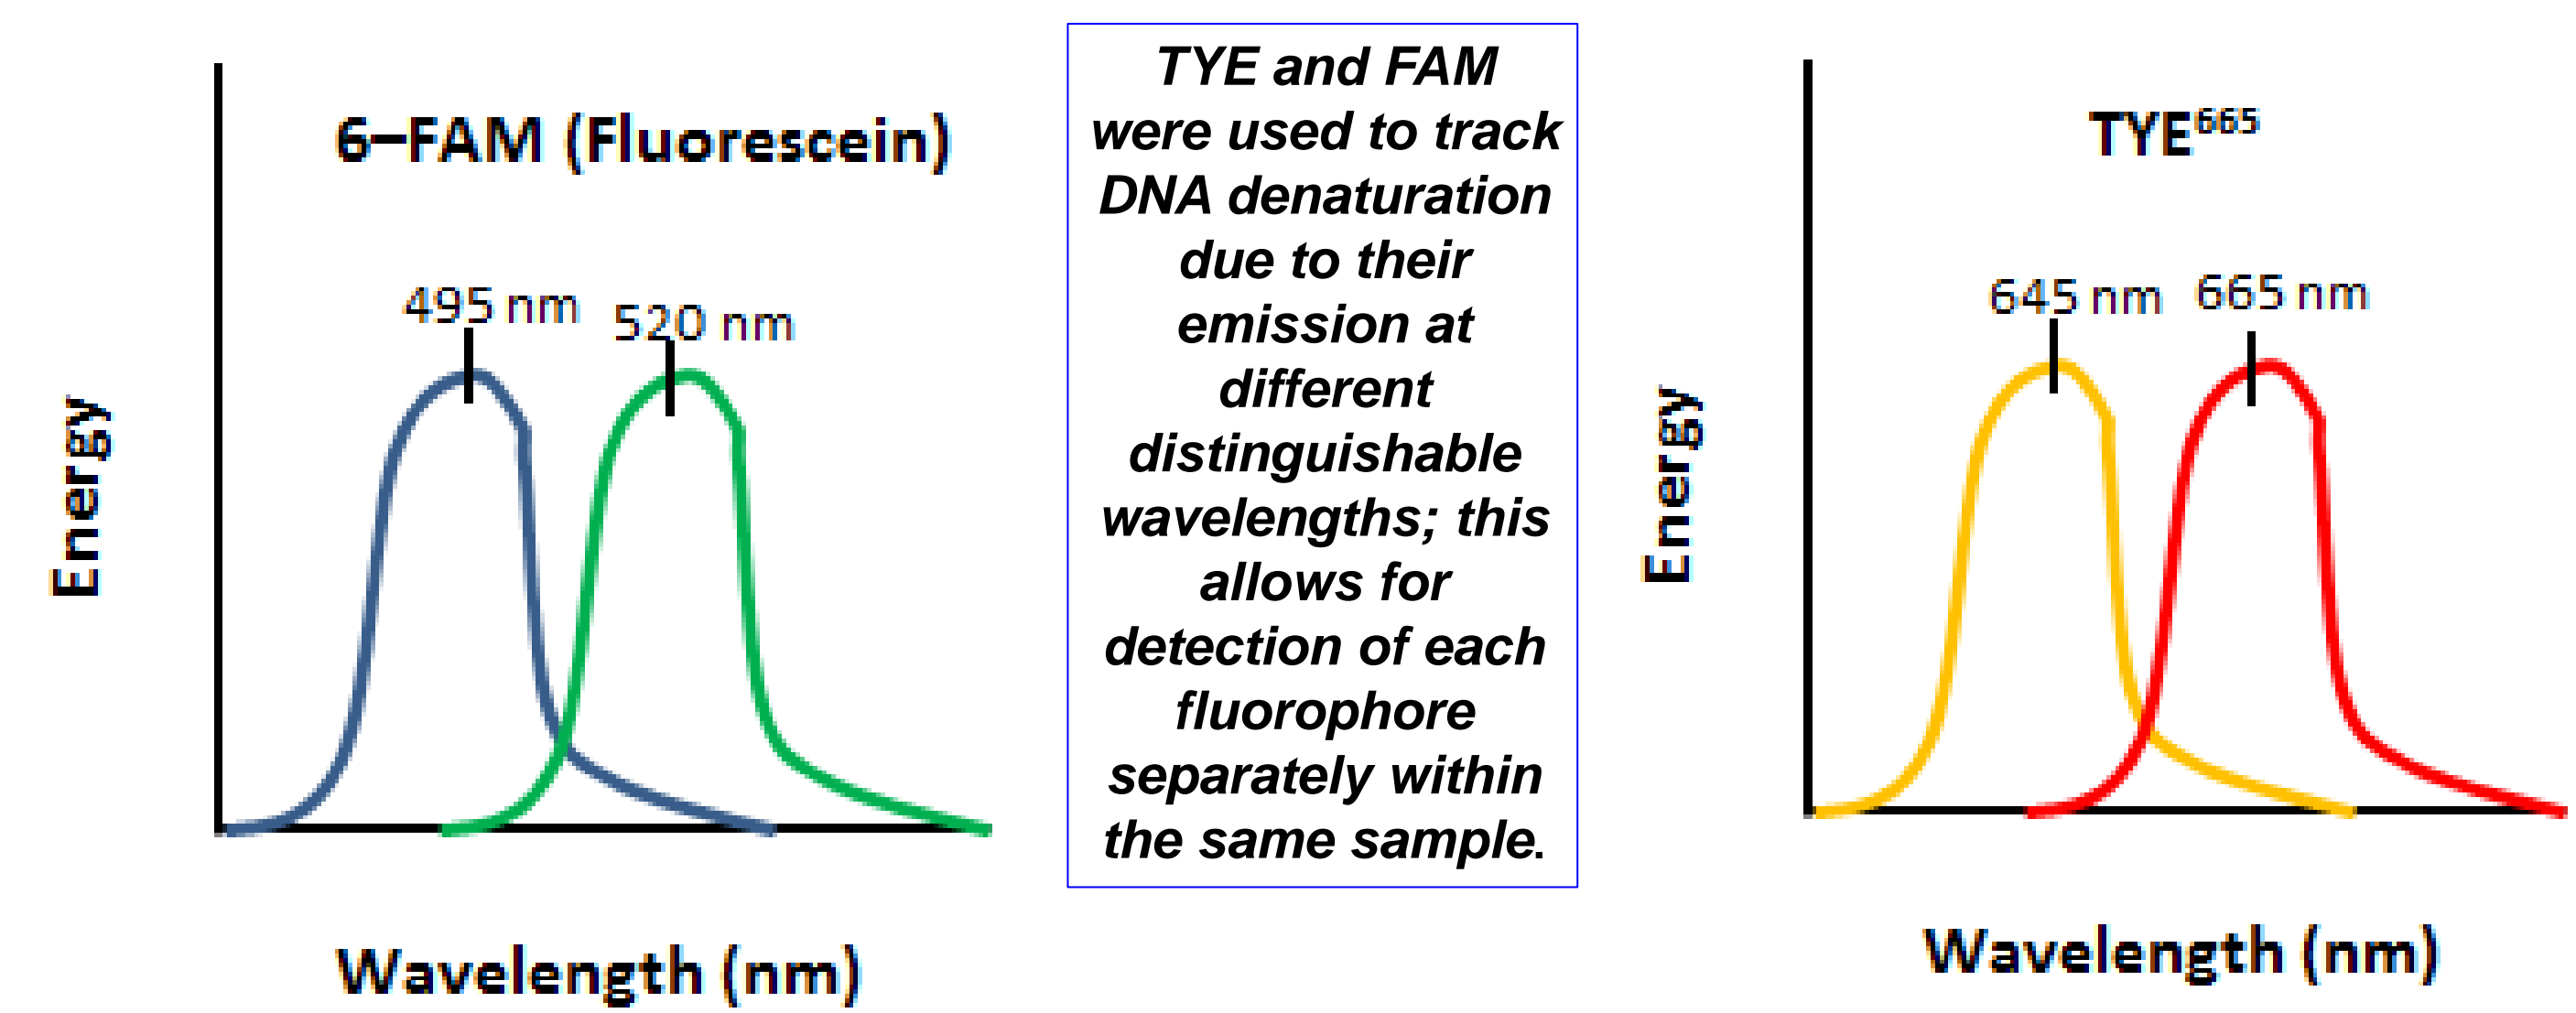 6–FAM (Fluorescein)
495 nm
520 nm
Energy
Wavelength (nm)
TYE and FAM
were used to track
DNA denaturation
due to their
emission at
different
distinguishable
wavelengths; this
allows for
detection of each
fluorophore
separately within
the same sample.
TYE⁶⁶⁵
645 nm
665 nm
Energy
Wavelength (nm)